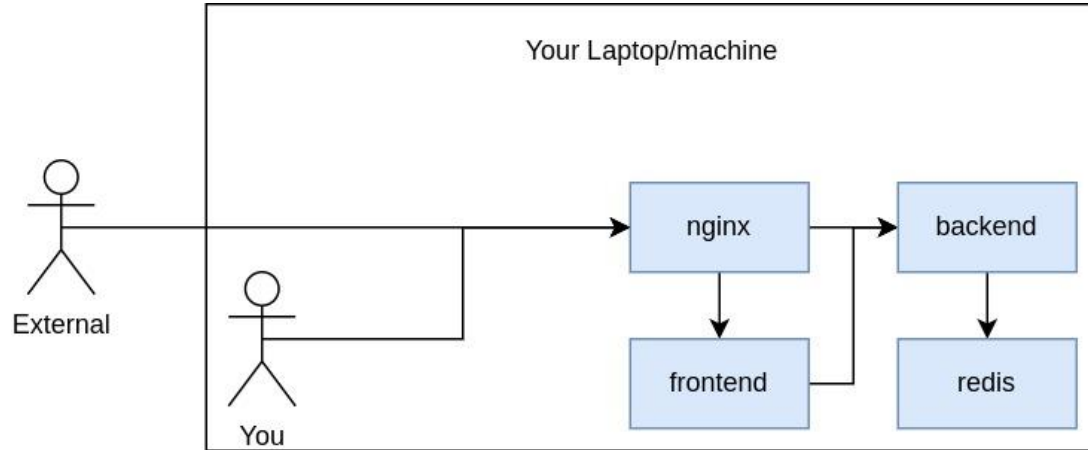 Your Laptop/machine
nginx
backend
External
frontend
redis
You